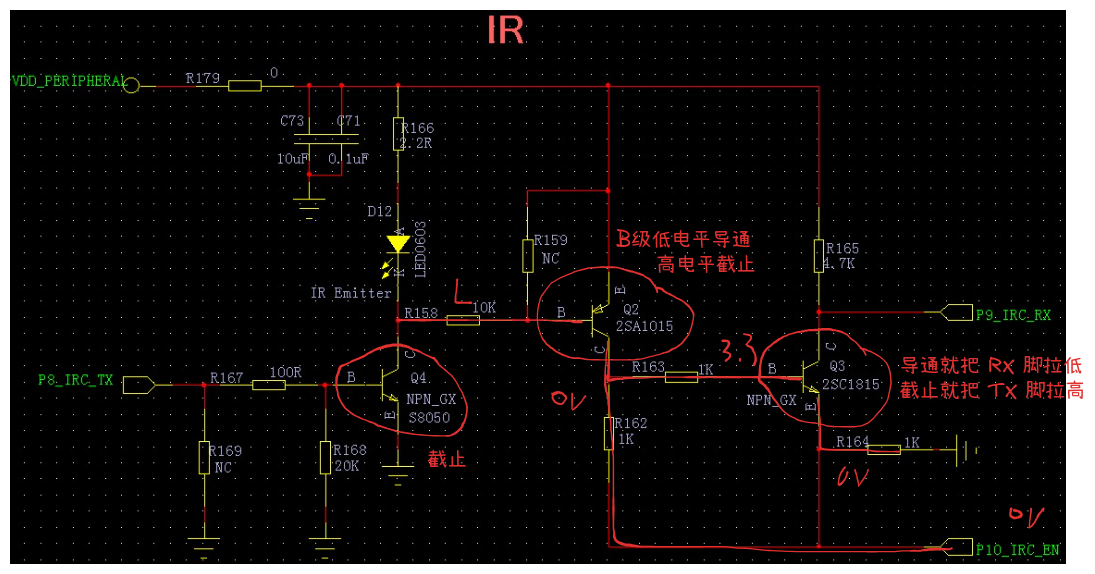 IR
VDD_PERIPHERAL
R179
0
C73
C71
10uF
0.1uF
R166
2.2R
D12
A
K
LED0603
IR Emitter
R159
NC
B级低电平导通
高电平截止
R165
4.7K
L
R158
10K
B
E
Q2
2SA1015
C
P9_IRC_RX
P8_IRC_TX
R167
100R
B
C
Q4
NPN_GX
S8050
E
截止
R163
1K
3.3
B
C
Q3
2SC1815
NPN_GX
E
导通就把 RX 脚拉低
截止就把 TX 脚拉高
0V
R162
1K
R169
NC
R168
20K
R164
1K
0V
0V
P10_IRC_EN